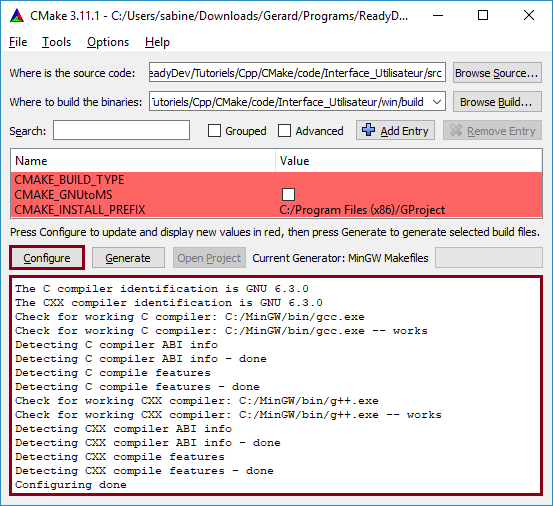 CMake 3.11.1 - C:/Users/sabine/Downloads/Gerard/Programs/ReadyD...
File Tools Options Help
Where is the source code: ReadyDev/Tutoriels/Cpp/CMake/code/Interface_Utilisateur/src Browse Source...
Where to build the binaries: Tutoriels/Cpp/CMake/code/Interface_Utilisateur/win/build Browse Build...
Search: Grouped Advanced Add Entry Remove Entry
Name Value
CMAKE_BUILD_TYPE
CMAKE_GNUtoMS
CMAKE_INSTALL_PREFIX C:/Program Files (x86)/GProject
Press Configure to update and display new values in red, then press Generate to generate selected build files.
Configure Generate Open Project Current Generator: MinGW Makefiles
The C compiler identification is GNU 6.3.0
The CXX compiler identification is GNU 6.3.0
Check for working C compiler: C:/MinGW/bin/gcc.exe
Check for working C compiler: C:/MinGW/bin/gcc.exe -- works
Detecting C compiler ABI info
Detecting C compiler ABI info - done
Detecting C compile features
Detecting C compile features - done
Check for working CXX compiler: C:/MinGW/bin/g++.exe
Check for working CXX compiler: C:/MinGW/bin/g++.exe -- works
Detecting CXX compiler ABI info
Detecting CXX compiler ABI info - done
Detecting CXX compile features
Detecting CXX compile features - done
Configuring done